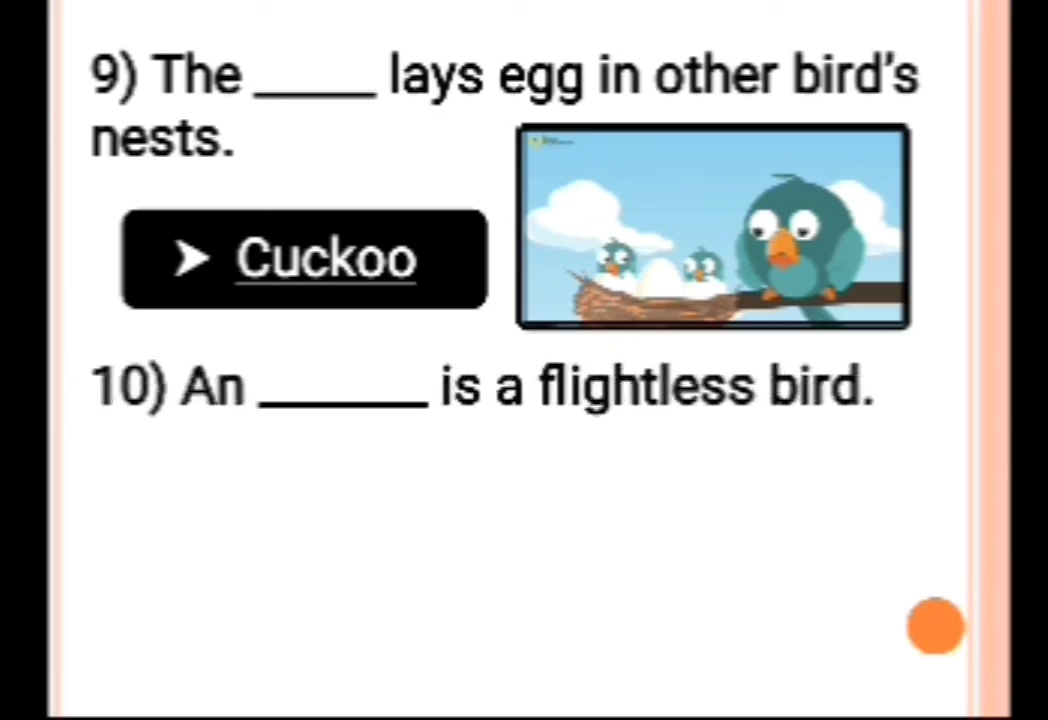 9) The _____ lays egg in other bird's
nests.
➤ Cuckoo
10) An _______ is a flightless bird.